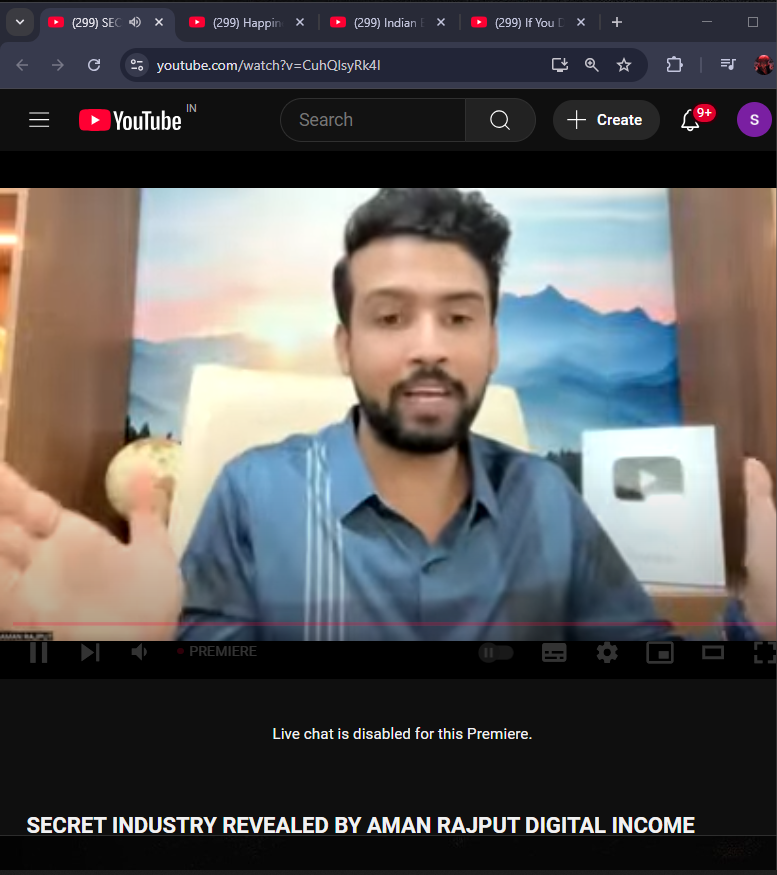 (299) SEC
(299) Happin
(299) Indian E
(299) If You D
youtube.com/watch?v=CuhQIsyRk4I
YouTube IN
Search
Create
9+
S
AMAN RAJPUT
PREMIERE
Live chat is disabled for this Premiere.
SECRET INDUSTRY REVEALED BY AMAN RAJPUT DIGITAL INCOME